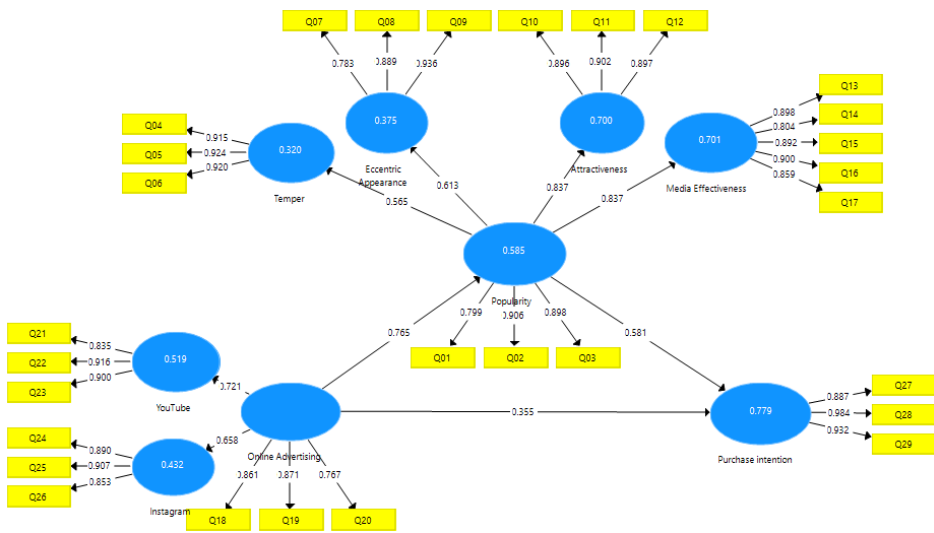 Q07
Q08
Q09
Q10
Q11
Q12
0.783
0.889
0.936
0.896
0.902
0.897
Q04
Q05
Q06
0.915
0.924
0.920
0.320
Temper
0.375
Eccentric
Appearance
0.700
Attractiveness
0.701
Media Effectiveness
0.898
0.804
0.892
0.900
0.859
Q13
Q14
Q15
Q16
Q17
0.565
0.613
0.837
0.837
0.585
Popularity
0.799
0.906
0.898
Q01
Q02
Q03
0.765
0.581
Q21
Q22
Q23
0.835
0.916
0.900
0.519
YouTube
0.721
Q24
Q25
Q26
0.890
0.907
0.853
0.432
Instagram
0.658
Online Advertising
0.861
0.871
0.767
Q18
Q19
Q20
0.355
0.779
Purchase intention
0.887
0.984
0.932
Q27
Q28
Q29